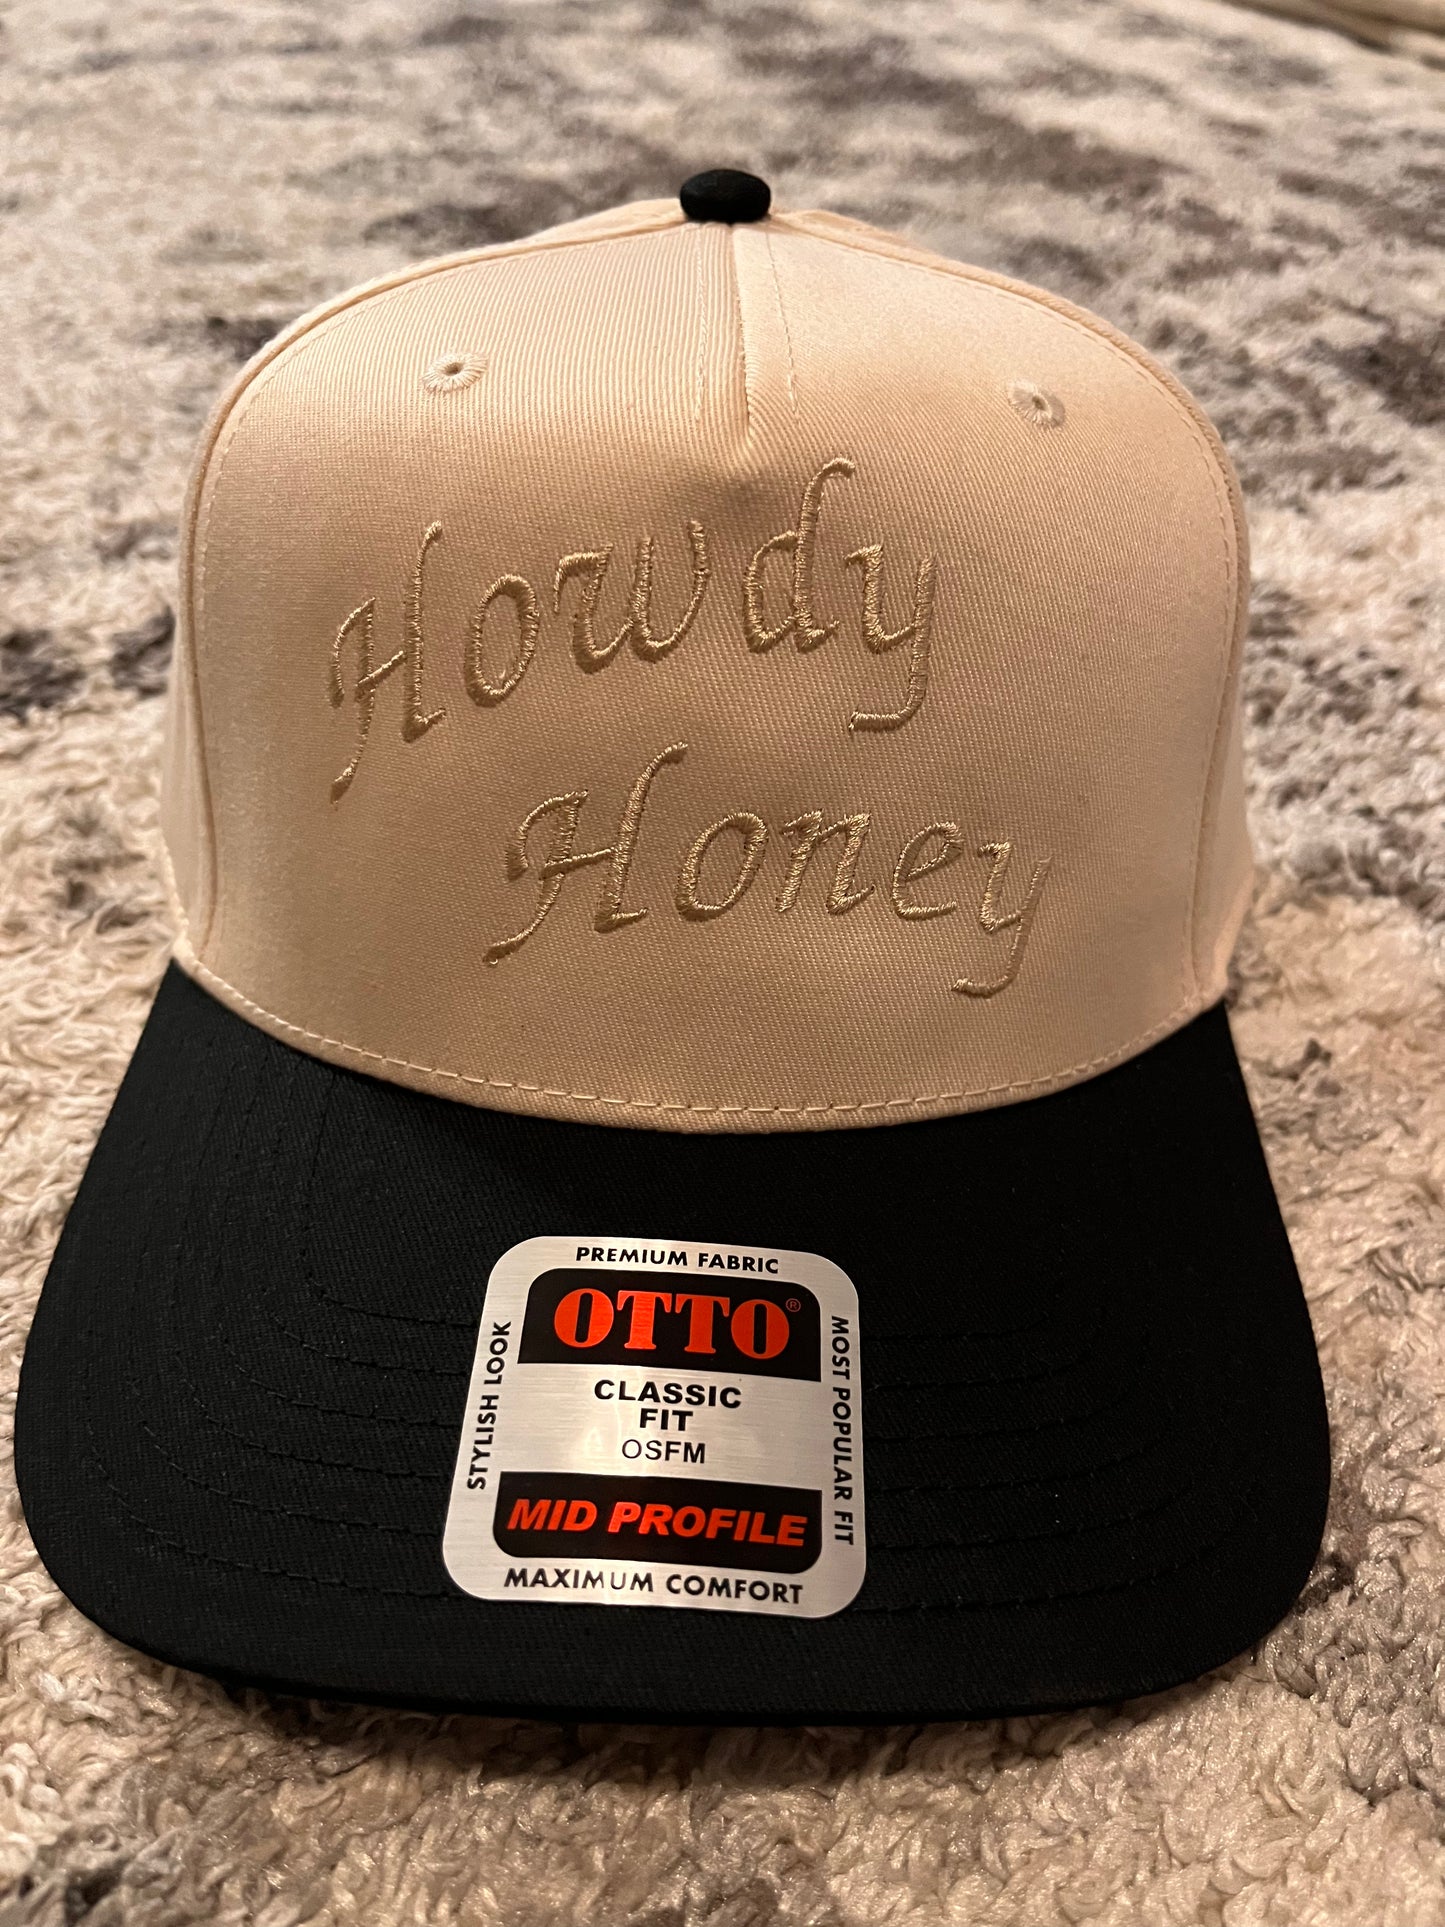 Howdy
Honey
PREMIUM FABRIC
OTTO®
STYLISH LOOK
CLASSIC
FIT
OSFM
MOST POPULAR FIT
MID PROFILE
MAXIMUM COMFORT